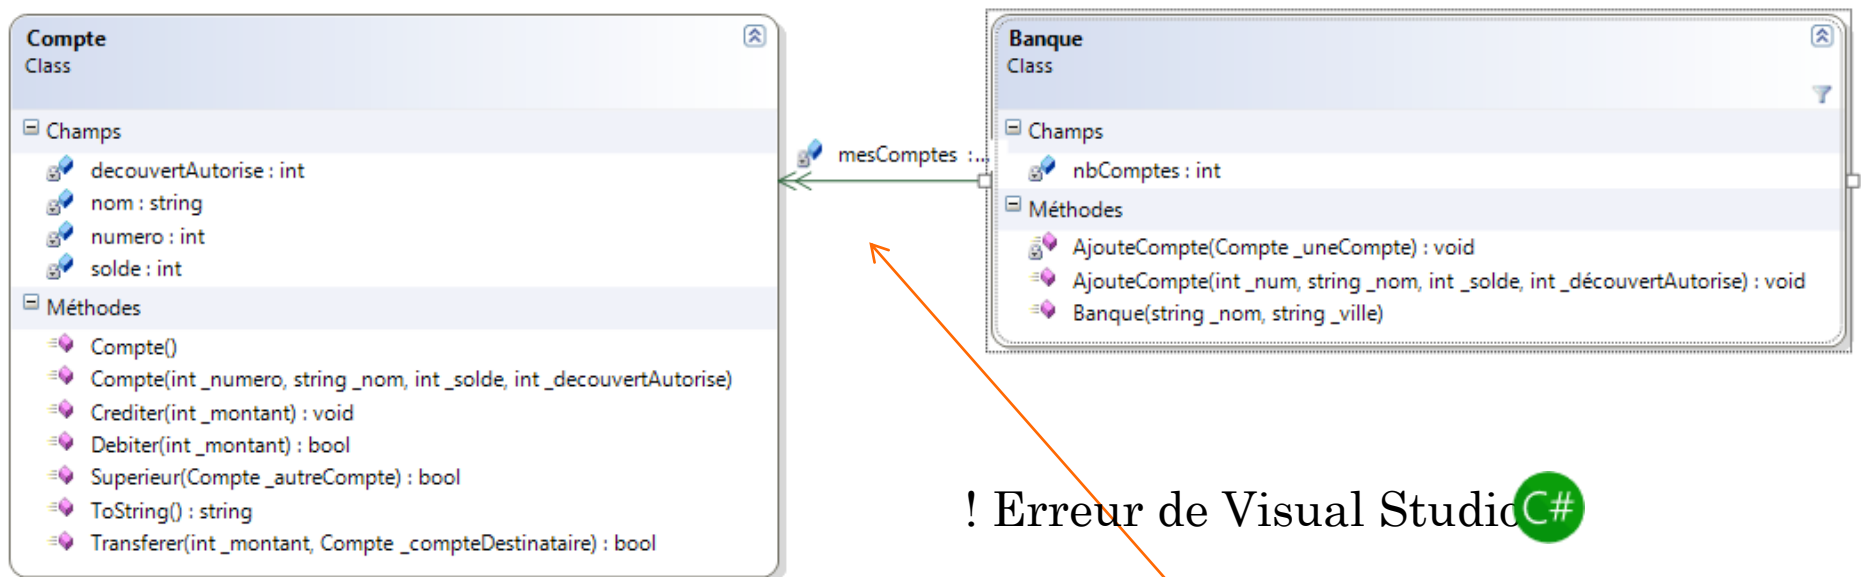 Compte
Class
Champs
decouvertAutorise : int
nom : string
numero : int
solde : int
Méthodes
Compte()
Compte(int _numero, string _nom, int _solde, int _decouvertAutorise)
Crediter(int _montant) : void
Debiter(int _montant) : bool
Superieur(Compte _autreCompte) : bool
ToString() : string
Transferer(int _montant, Compte _compteDestinataire) : bool
mesComptes :...
Banque
Class
Champs
nbComptes : int
Méthodes
AjouteCompte(Compte _uneCompte) : void
AjouteCompte(int _num, string _nom, int _solde, int _découvertAutorise) : void
Banque(string _nom, string _ville)
! Erreur de Visual Studio
C#